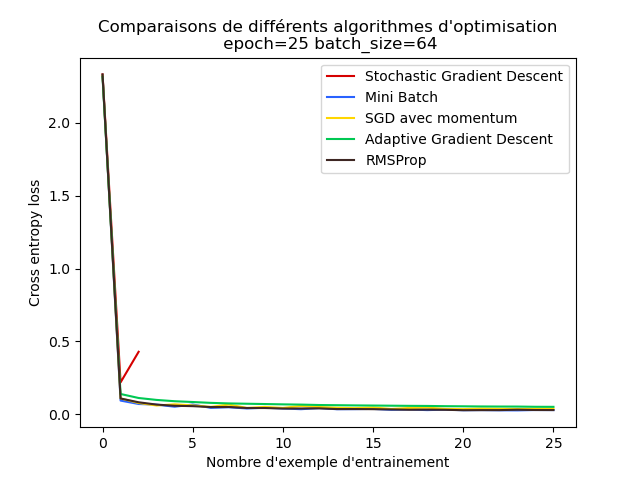 Comparaisons de différents algorithmes d'optimisation
epoch=25 batch_size=64
Stochastic Gradient Descent
Mini Batch
SGD avec momentum
Adaptive Gradient Descent
RMSProp
Cross entropy loss
2.0
1.5
1.0
0.5
0.0
0 5 10 15 20 25
Nombre d'exemple d'entrainement